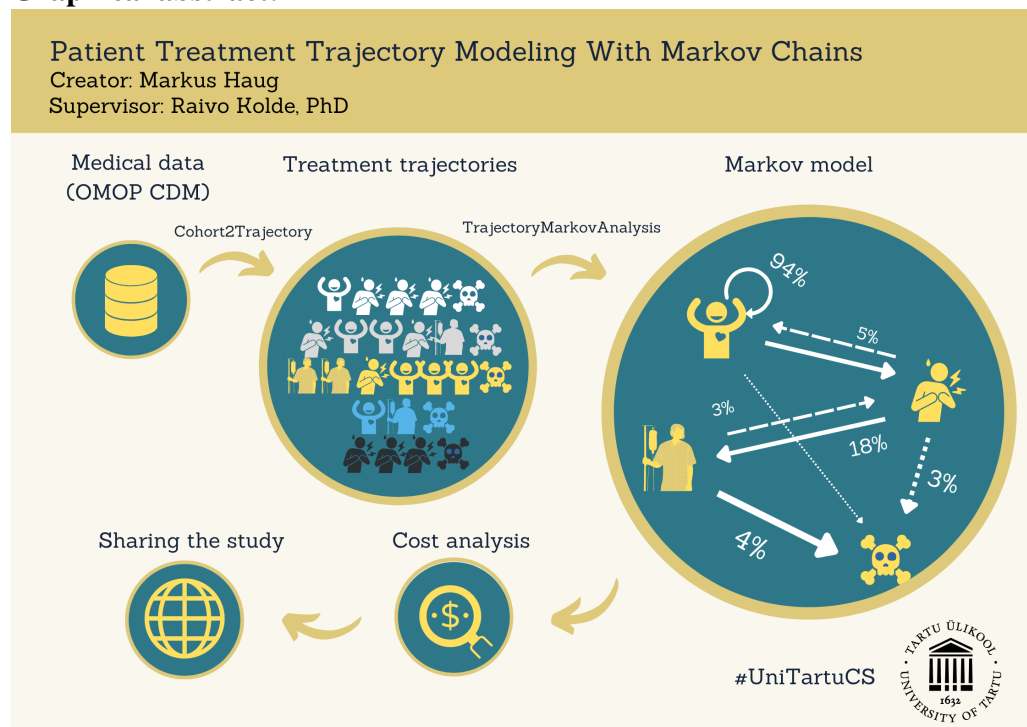 Patient Treatment Trajectory Modeling With Markov Chains
Creator: Markus Haug
Supervisor: Raivo Kolde, PhD
Medical data
(OMOP CDM)
Treatment trajectories
Markov model
Cohort2Trajectory
TrajectoryMarkovAnalysis
94%
5%
3%
18%
3%
4%
Sharing the study
Cost analysis
$
#UniTartuCS
TARTU ÜLIKOOL
1632
UNIVERSITY OF TARTU